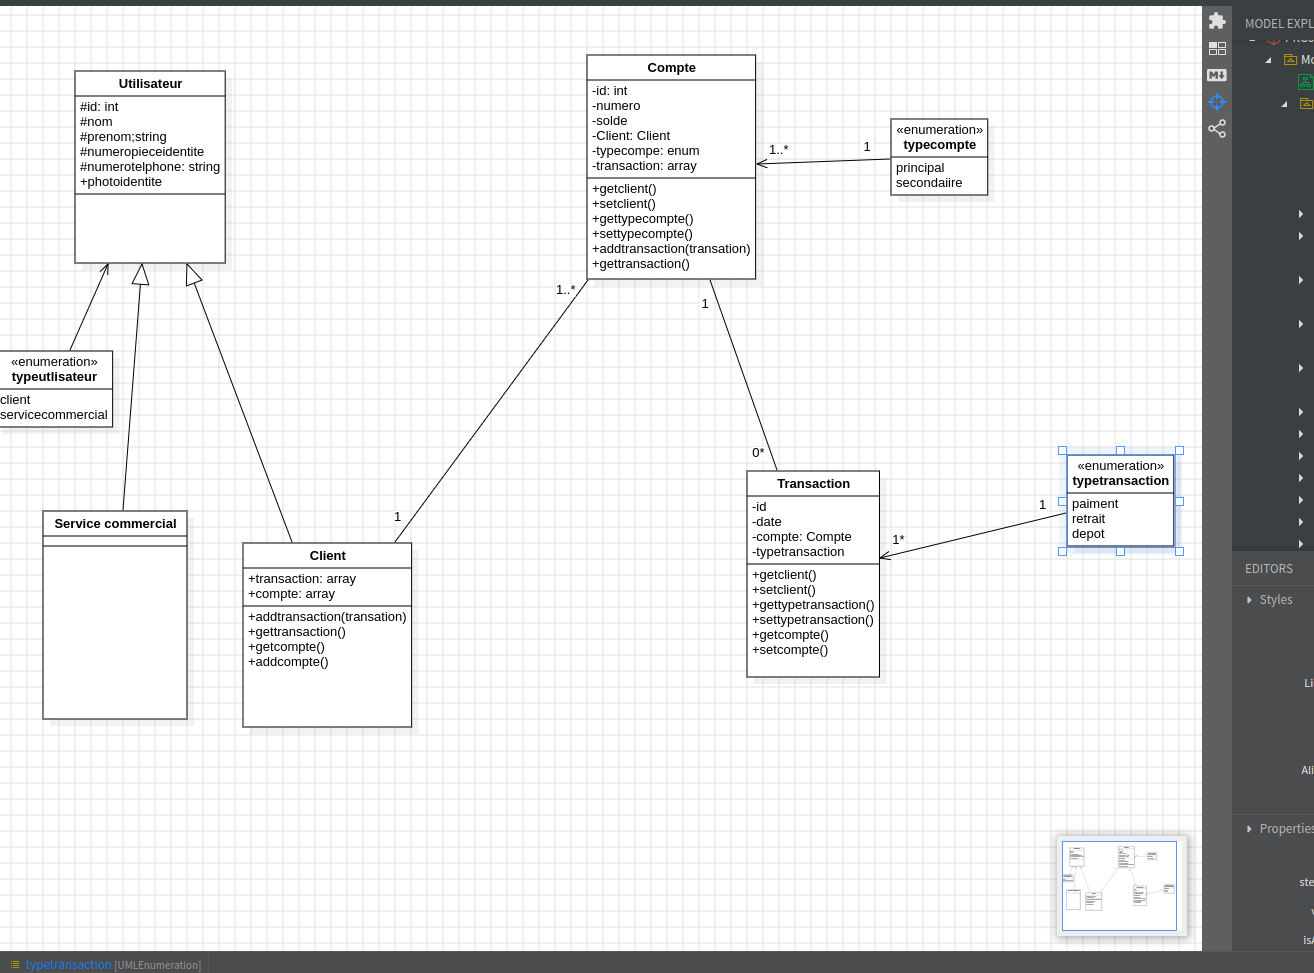 MODEL EXPL
Mo
Utilisateur
#id: int
#nom
#prenom;string
#numeropieceidentite
#numerotelphone: string
+photoidentite
Compte
-id: int
-numero
-solde
-Client: Client
-typecompe: enum
-transaction: array
+getclient()
+setclient()
+gettypecompte()
+settypecompte()
+addtransaction(transation)
+gettransaction()
1..*
1
«enumeration»
typecompte
principal
secondaiire
1..*
1
«enumeration»
typeutlisateur
client
servicecommercial
0*
1
Service commercial
Client
+transaction: array
+compte: array
+addtransaction(transation)
+gettransaction()
+getcompte()
+addcompte()
Transaction
-id
-date
-compte: Compte
-typetransaction
+getclient()
+setclient()
+gettypetransaction()
+settypetransaction()
+getcompte()
+setcompte()
1*
1
«enumeration»
typetransaction
paiment
retrait
depot
EDITORS
Styles
Li
Ali
Properties
ste
is/
typetransaction [UMLEnumeration]
M↓